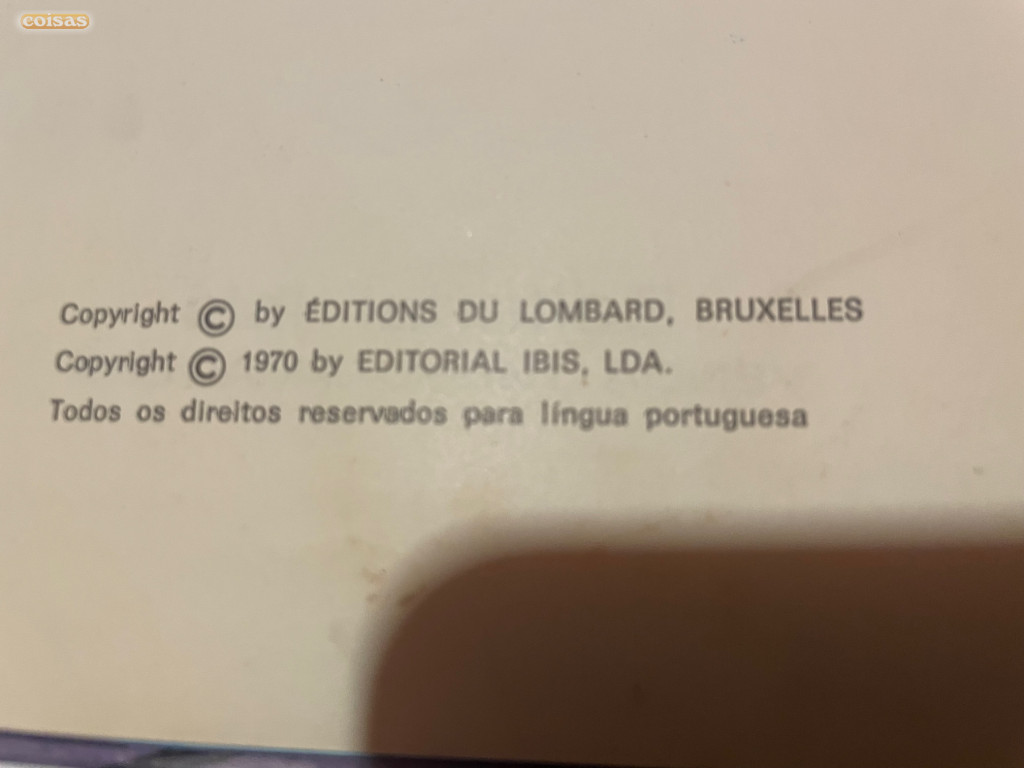 coisas
Copyright © by ÉDITIONS DU LOMBARD, BRUXELLES
Copyright © 1970 by EDITORIAL IBIS, LDA.
Todos os direitos reservados para língua portuguesa